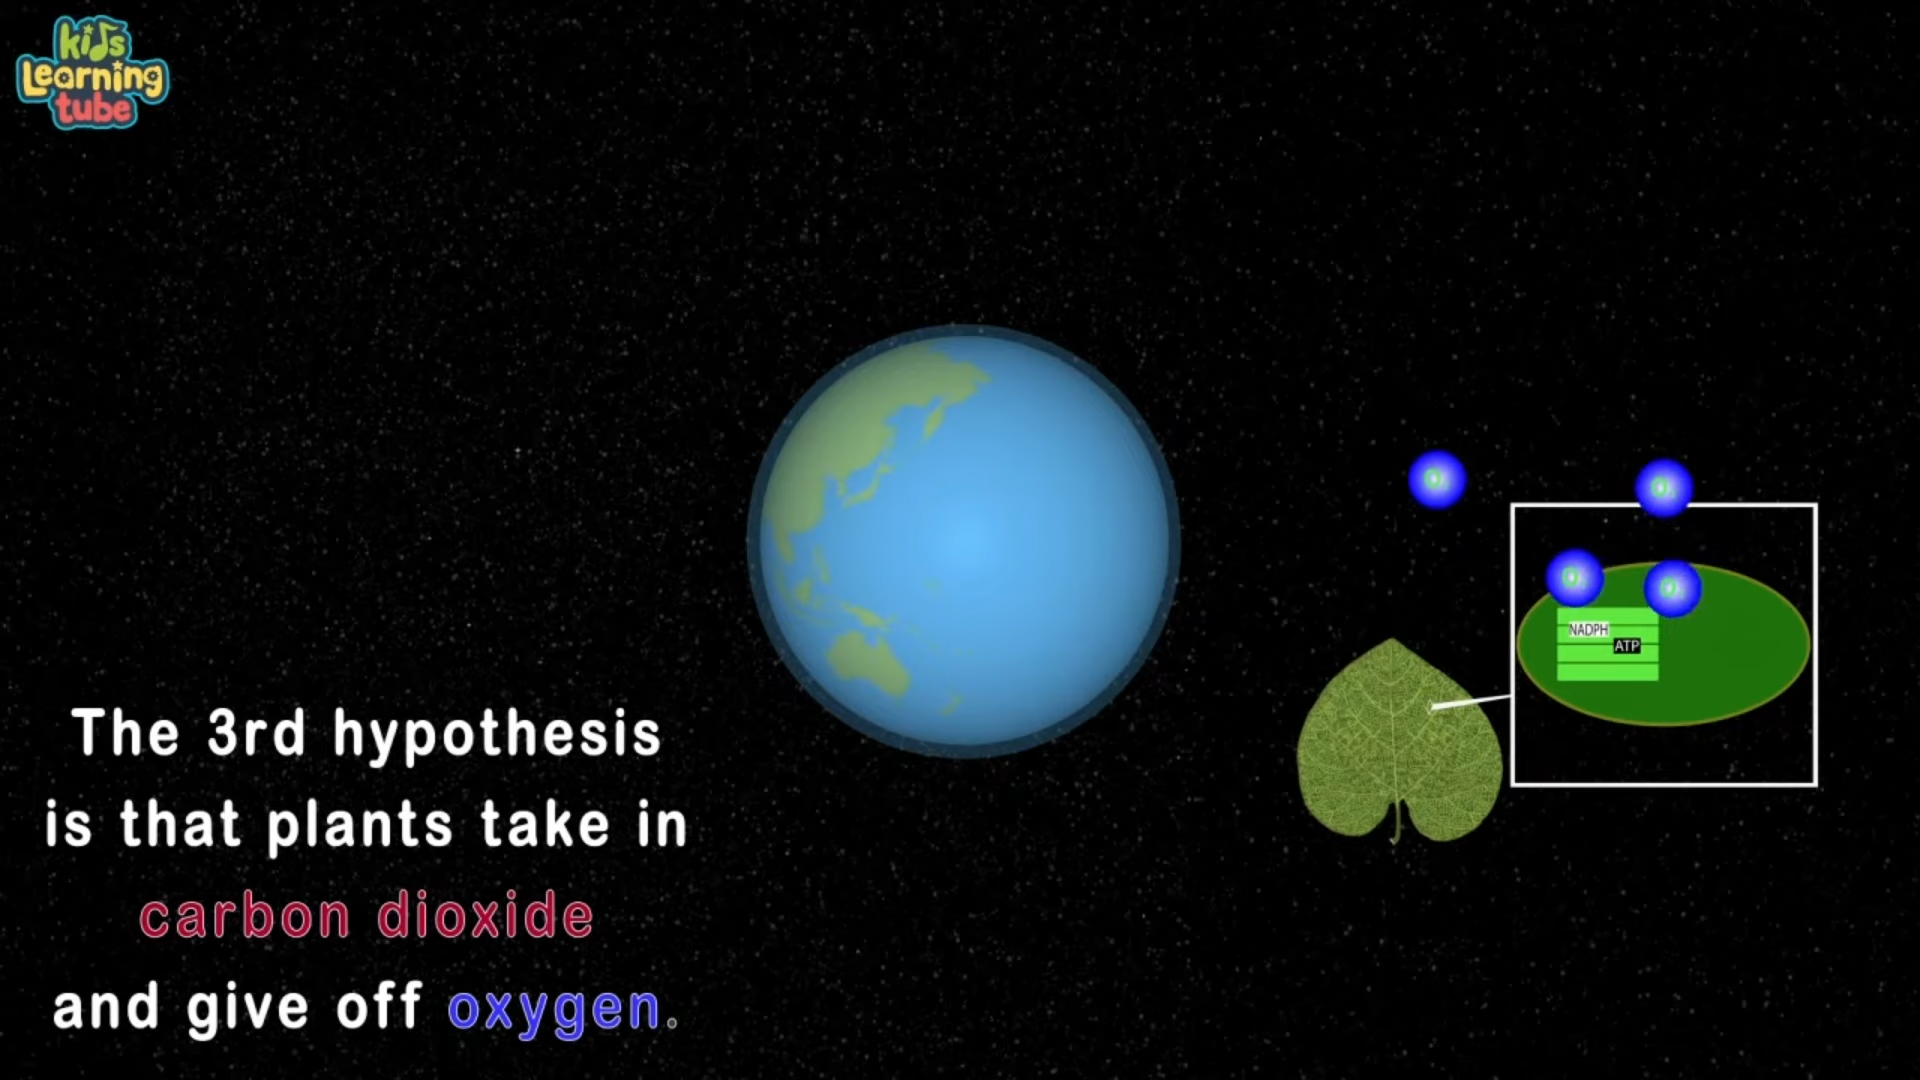 kids
Learning
tube
The 3rd hypothesis
is that plants take in
carbon dioxide
and give off oxygen.
NADPH
ATP